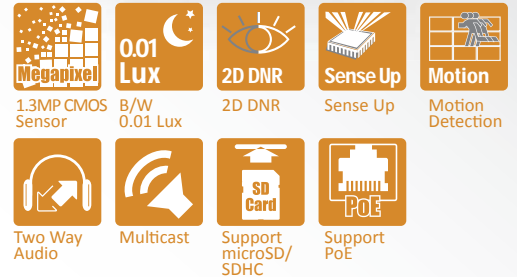 Megapixel
0.01
Lux
2D DNR
Sense Up
Motion
1.3MP CMOS
Sensor
B/W
0.01 Lux
2D DNR
Sense Up
Motion
Detection
SD
Card
PoE
Two Way
Audio
Multicast
Support
microSD/
SDHC
Support
PoE